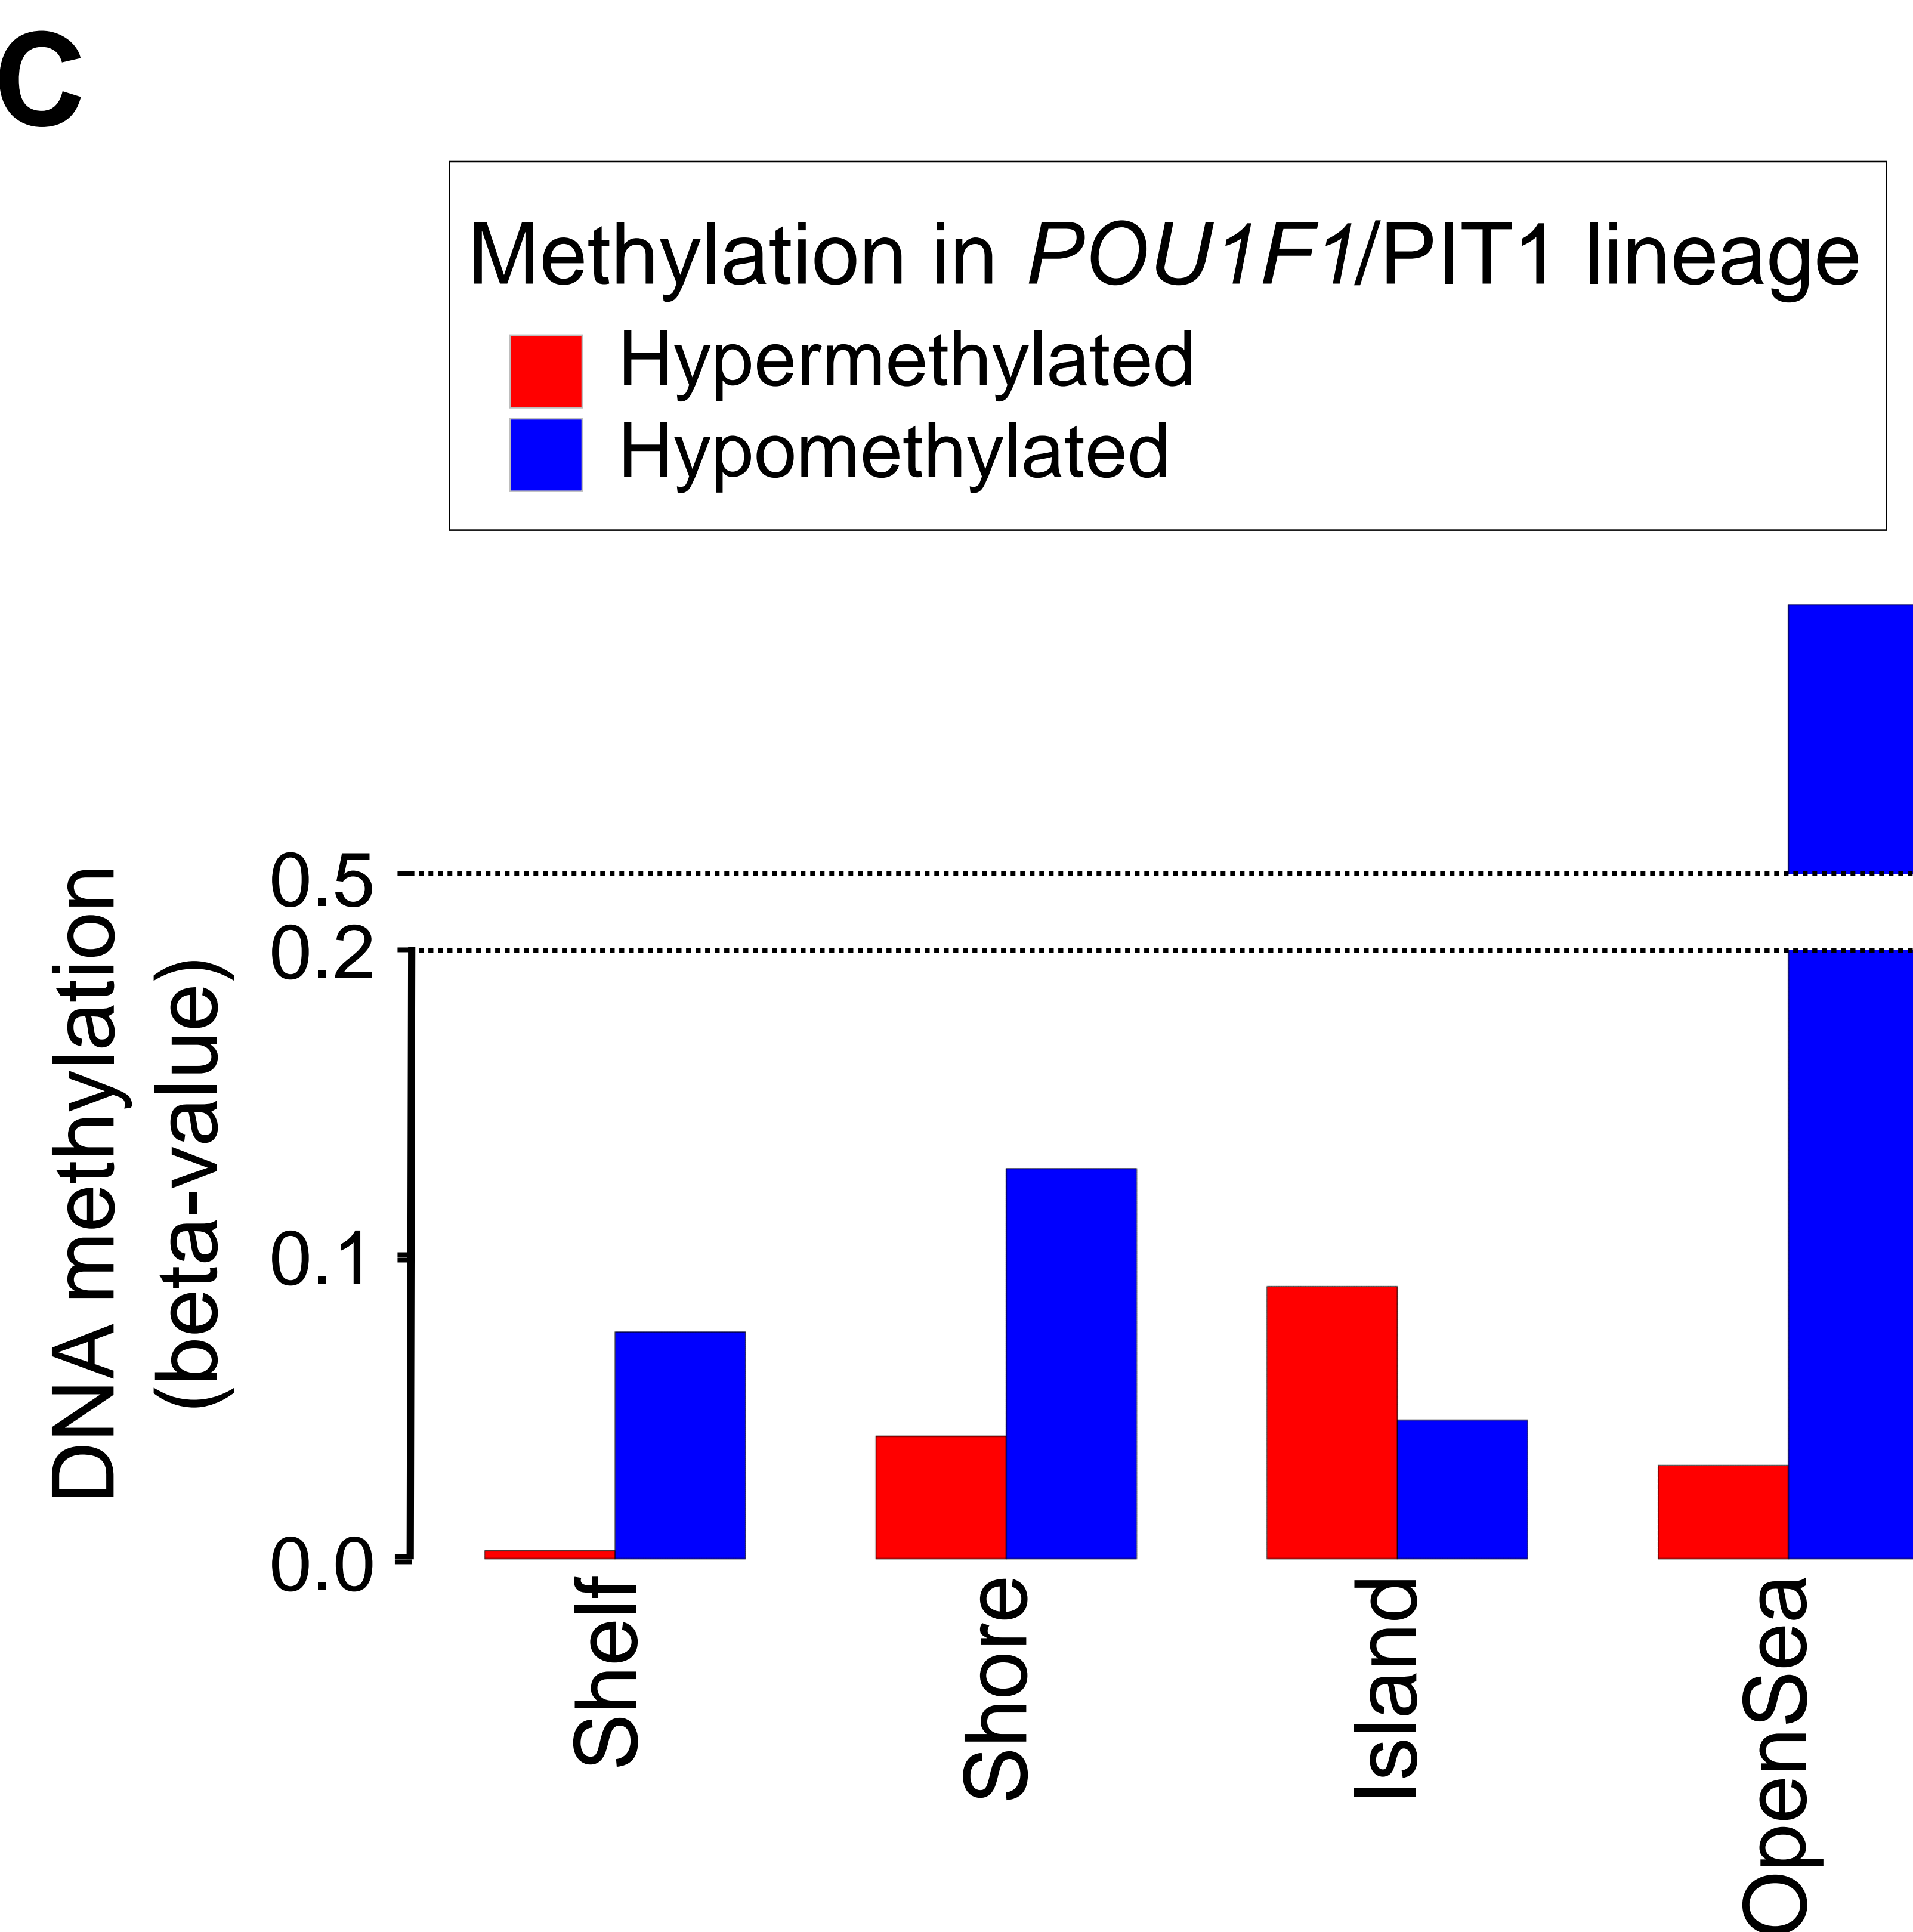 C
Methylation in POU1F1/PIT1 lineage
Hypermethylated
Hypomethylated
DNA methylation
(beta-value)
0.5
0.2
0.1
0.0
Shelf
Shore
Island
OpenSea